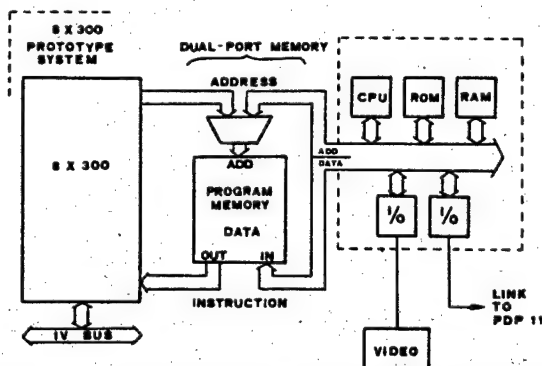 8 X 300
PROTOTYPE
SYSTEM
DUAL-PORT MEMORY
ADDRESS
8 X 300
ADD
PROGRAM
MEMORY
DATA
OUT
IN
INSTRUCTION
IV BUS
CPU
ROM
RAM
ADD
DATA
I/O
I/O
VIDEO
LINK
TO
PDP 11